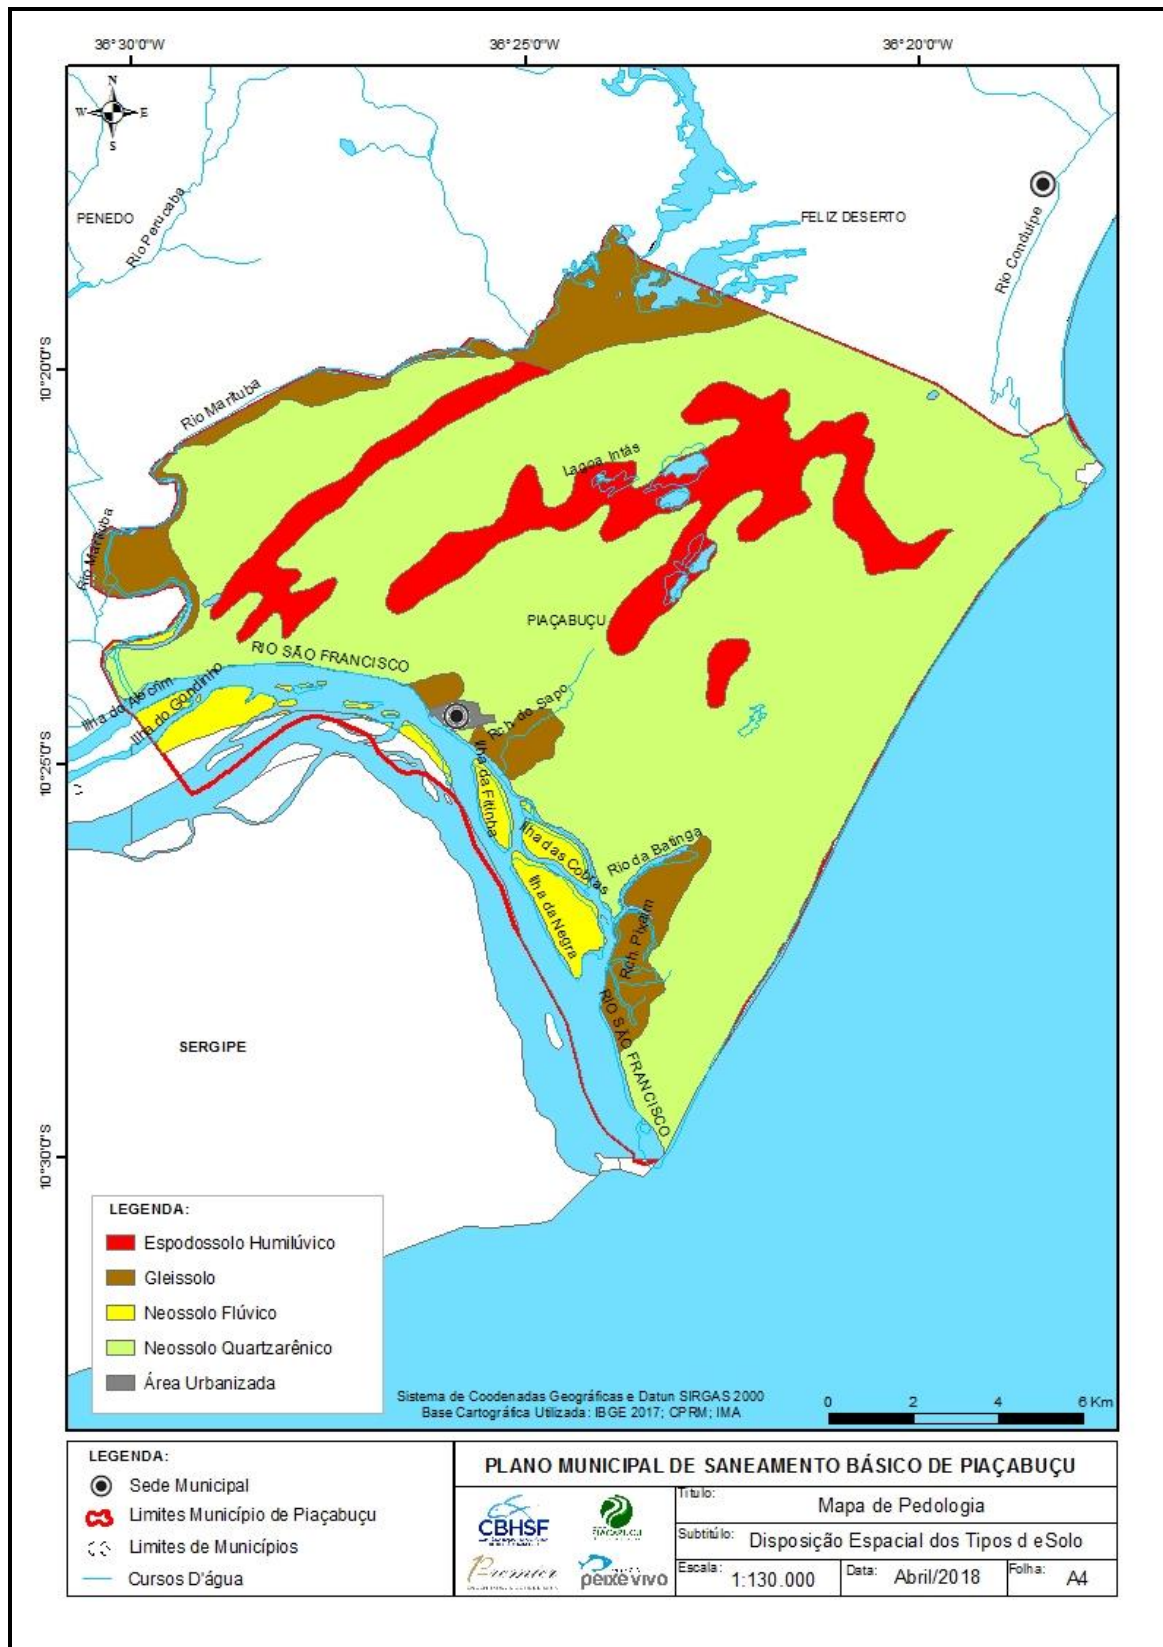 36°30'0"W
36°25'0"W
36°20'0"W
N
W
E
S
PENEDO
Rio Perucaba
FELIZ DESERTO
Rio Conduípe
10°20'0"S
Rio Marituba
Lagoa Intãs
Rio Marituba
PIAÇABUÇU
RIO SÃO FRANCISCO
Ilha do Alecrim
Ilha do Gondinho
Rch. do Sapo
10°25'0"S
Ilha da Fitinha
Ilha das Cobras
Rio da Batinga
Ilha da Negra
Rch. Pixaim
RIO SÃO FRANCISCO
SERGIPE
10°30'0"S
LEGENDA:
Espodossolo Humilúvico
Gleissolo
Neossolo Flúvico
Neossolo Quartzarênico
Área Urbanizada
Sistema de Coodenadas Geográficas e Datun SIRGAS 2000
Base Cartográfica Utilizada: IBGE 2017; CPRM; IMA
0 2 4 6 Km
LEGENDA:
Sede Municipal
Limites Município de Piaçabuçu
Limites de Municípios
Cursos D'água
PLANO MUNICIPAL DE SANEAMENTO BÁSICO DE PIAÇABUÇU
CBHSF
PIAÇABUÇU
Premier
peixe vivo
Título: Mapa de Pedologia
Subtítulo: Disposição Espacial dos Tipos d eSolo
Escala: 1:130.000
Data: Abril/2018
Folha: A4